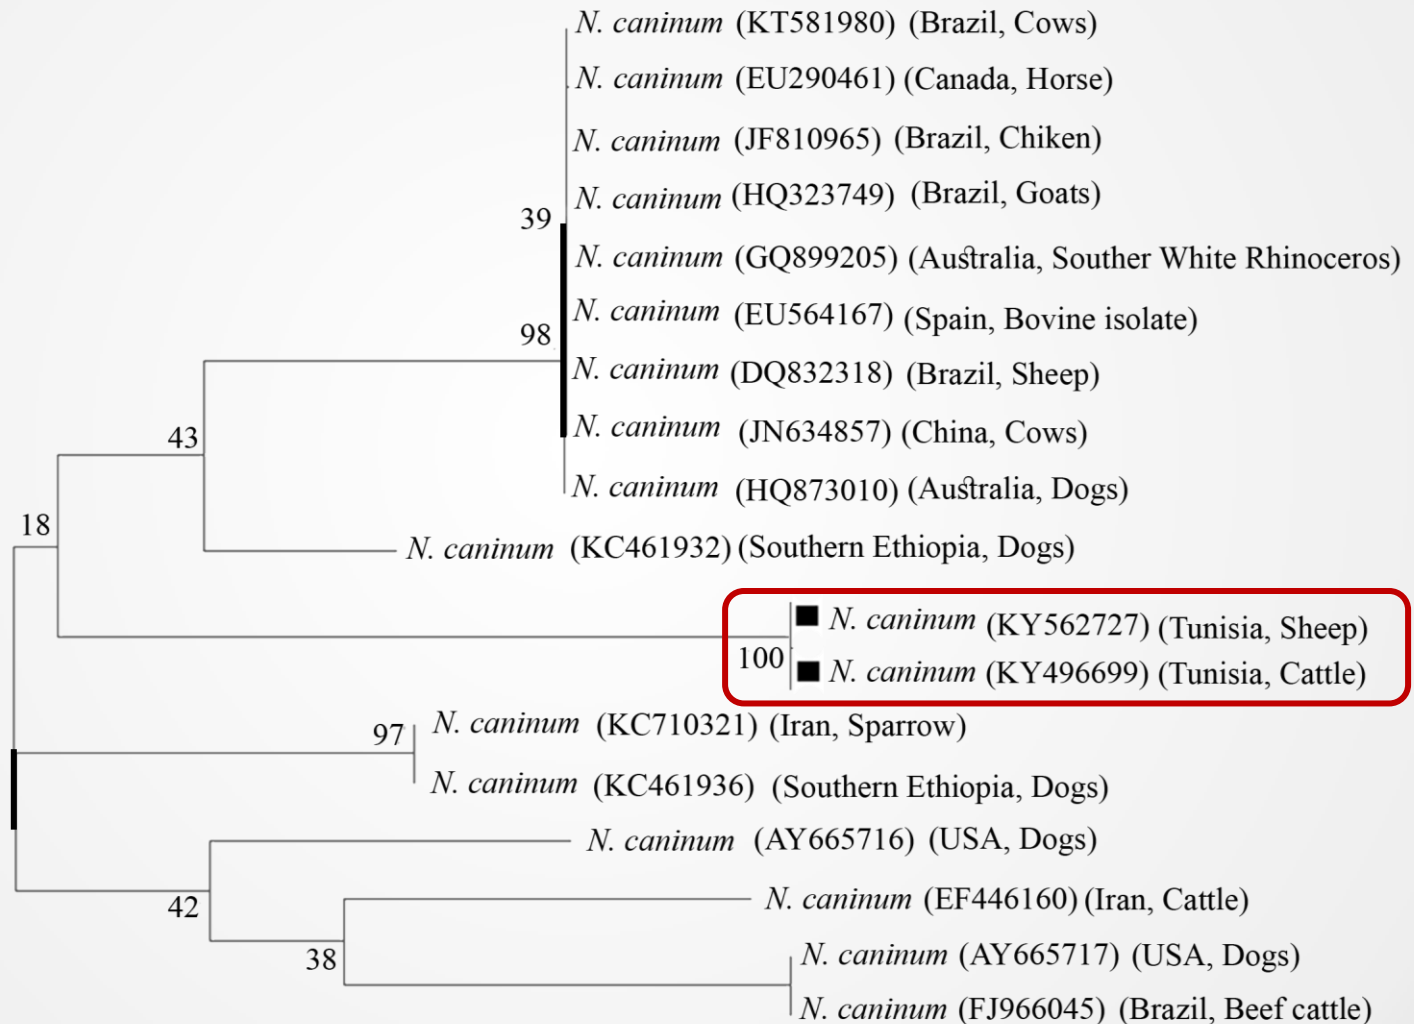 N. caninum (KT581980) (Brazil, Cows)
N. caninum (EU290461) (Canada, Horse)
N. caninum (JF810965) (Brazil, Chiken)
N. caninum (HQ323749) (Brazil, Goats)
39
N. caninum (GQ899205) (Australia, Souther White Rhinoceros)
N. caninum (EU564167) (Spain, Bovine isolate)
98
N. caninum (DQ832318) (Brazil, Sheep)
N. caninum (JN634857) (China, Cows)
43
N. caninum (HQ873010) (Australia, Dogs)
18
N. caninum (KC461932) (Southern Ethiopia, Dogs)
N. caninum (KY562727) (Tunisia, Sheep)
100
N. caninum (KY496699) (Tunisia, Cattle)
N. caninum (KC710321) (Iran, Sparrow)
97
N. caninum (KC461936) (Southern Ethiopia, Dogs)
N. caninum (AY665716) (USA, Dogs)
42
N. caninum (EF446160) (Iran, Cattle)
38
N. caninum (AY665717) (USA, Dogs)
N. caninum (FJ966045) (Brazil, Beef cattle)